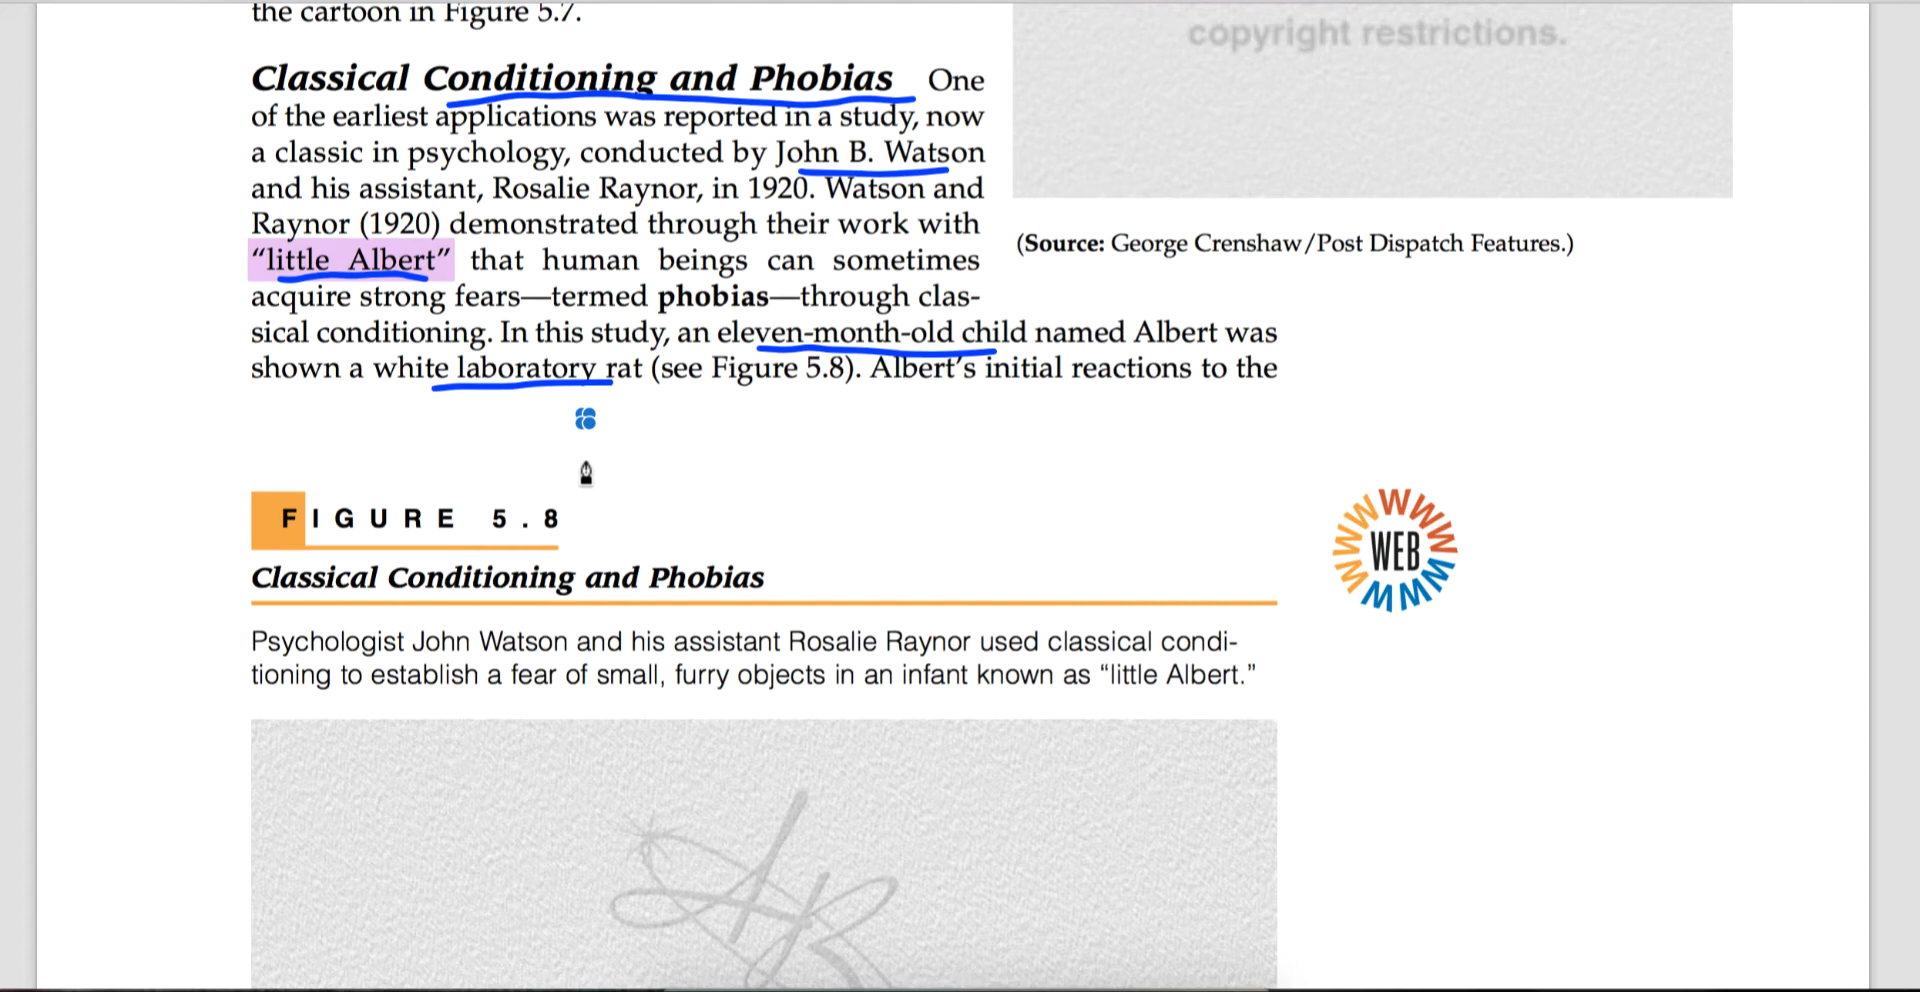 the cartoon in Figure 5.7.
copyright restrictions.
Classical Conditioning and Phobias One
of the earliest applications was reported in a study, now
a classic in psychology, conducted by John B. Watson
and his assistant, Rosalie Raynor, in 1920. Watson and
Raynor (1920) demonstrated through their work with
“little Albert” that human beings can sometimes
acquire strong fears—termed phobias—through clas-
sical conditioning. In this study, an eleven-month-old child named Albert was
shown a white laboratory rat (see Figure 5.8). Albert’s initial reactions to the
(Source: George Crenshaw/Post Dispatch Features.)
FIGURE 5.8
Classical Conditioning and Phobias
Psychologist John Watson and his assistant Rosalie Raynor used classical condi-
tioning to establish a fear of small, furry objects in an infant known as “little Albert.”
WWWWWWWWWW
WEB